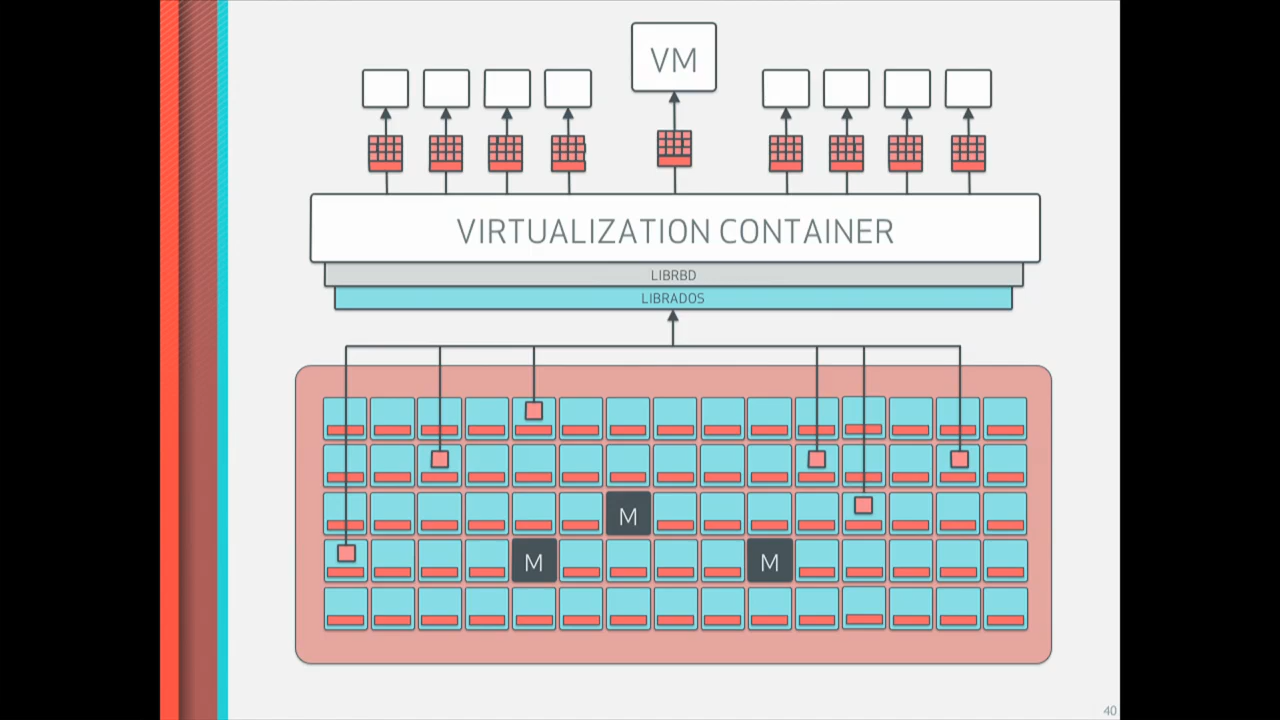 VM
VIRTUALIZATION CONTAINER
LIBRBD
LIBRADOS
M
M
M
40